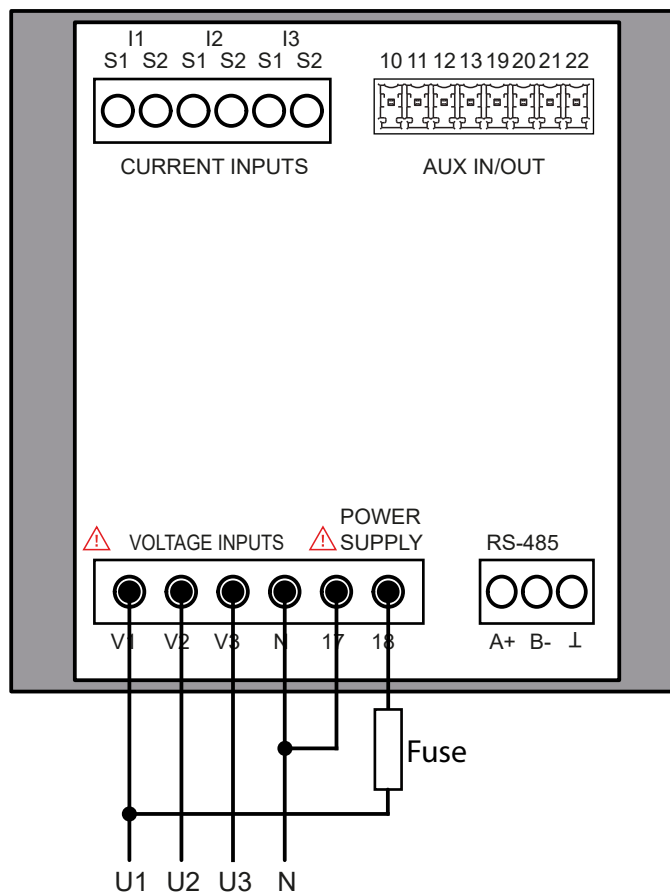 I1 I2 I3
S1 S2 S1 S2 S1 S2
10 11 12 13 19 20 21 22
CURRENT INPUTS
AUX IN/OUT
! VOLTAGE INPUTS
! POWER
SUPPLY
RS-485
V1 V2 V3 N 17 18
A+ B- ⊥
Fuse
U1 U2 U3 N